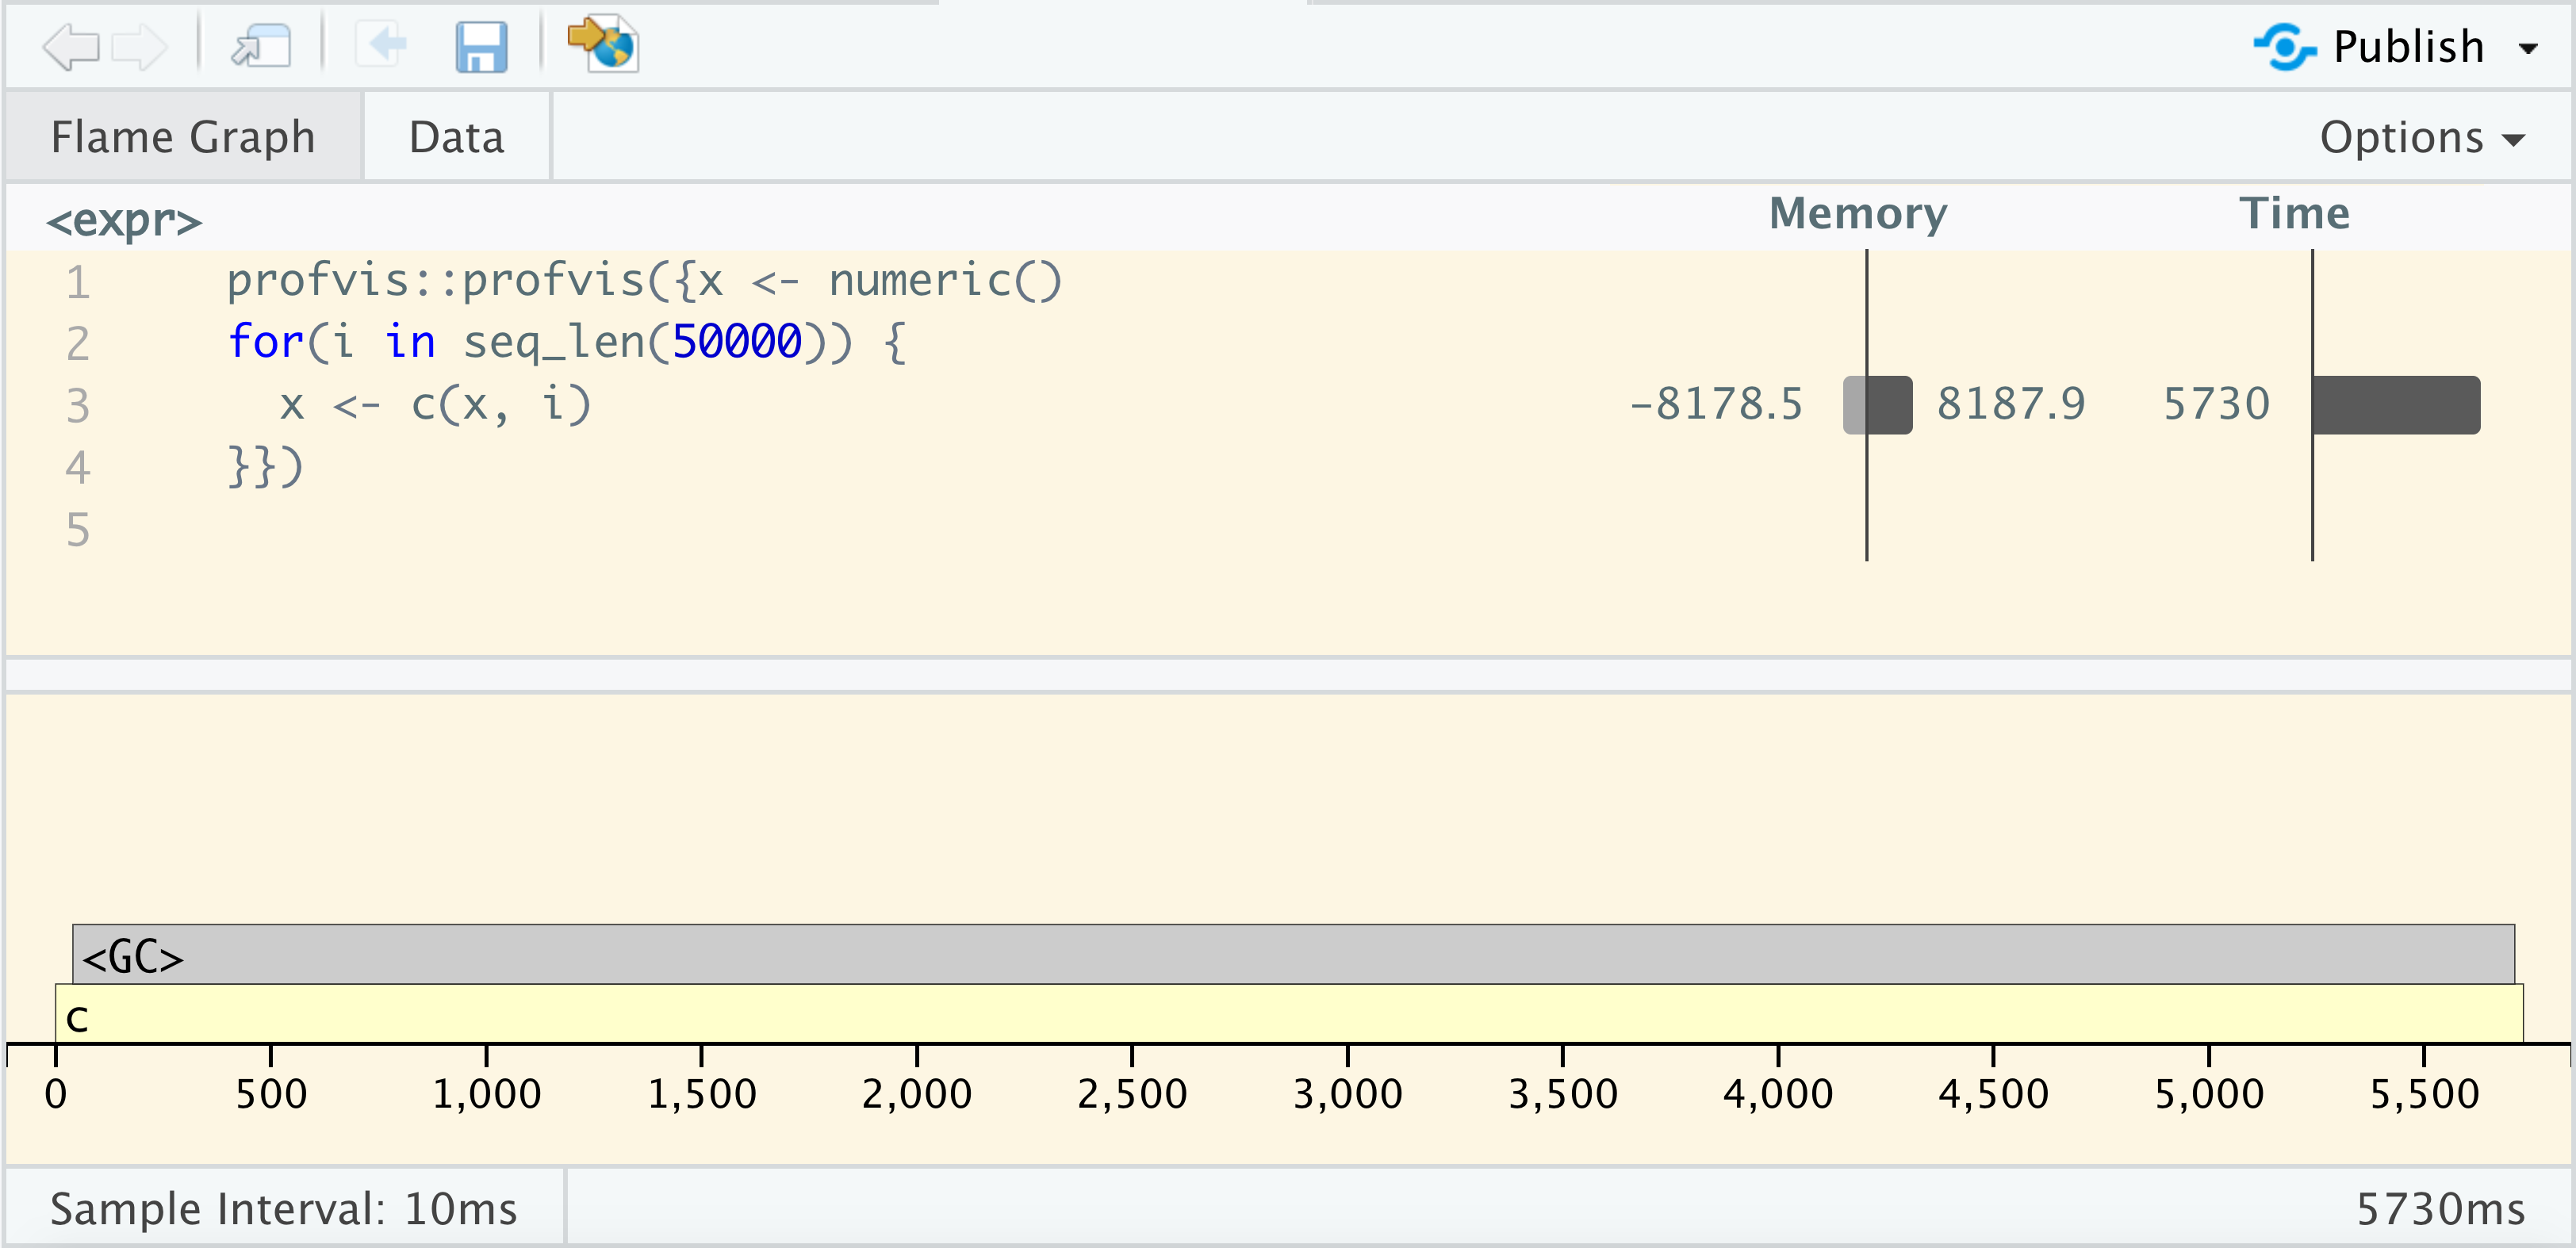 Publish
Flame Graph Data Options
<expr> Memory Time
1 profvis::profvis({x <- numeric()
2 for(i in seq_len(50000)) {
3   x <- c(x, i) -8178.5 8187.9 5730
4 }})
5
<GC>
c
0 500 1,000 1,500 2,000 2,500 3,000 3,500 4,000 4,500 5,000 5,500
Sample Interval: 10ms 5730ms